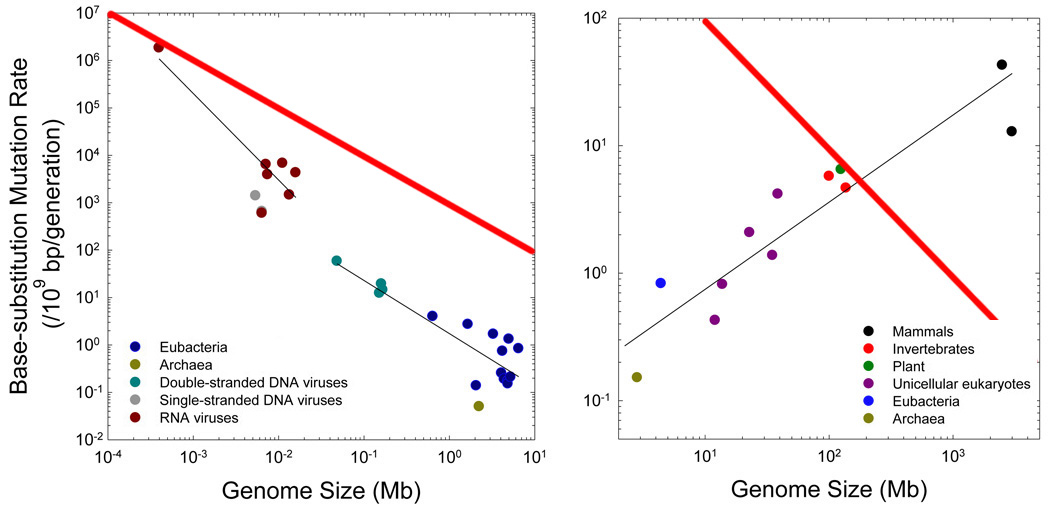 Base-substitution Mutation Rate
(/10⁹ bp/generation)
10⁷
10⁶
10⁵
10⁴
10³
10²
10¹
10⁰
10⁻¹
10⁻²
Eubacteria
Archaea
Double-stranded DNA viruses
Single-stranded DNA viruses
RNA viruses
10⁻⁴ 10⁻³ 10⁻² 10⁻¹ 10⁰ 10¹
Genome Size (Mb)
10²
10¹
10⁰
10⁻¹
Mammals
Invertebrates
Plant
Unicellular eukaryotes
Eubacteria
Archaea
10¹ 10² 10³
Genome Size (Mb)